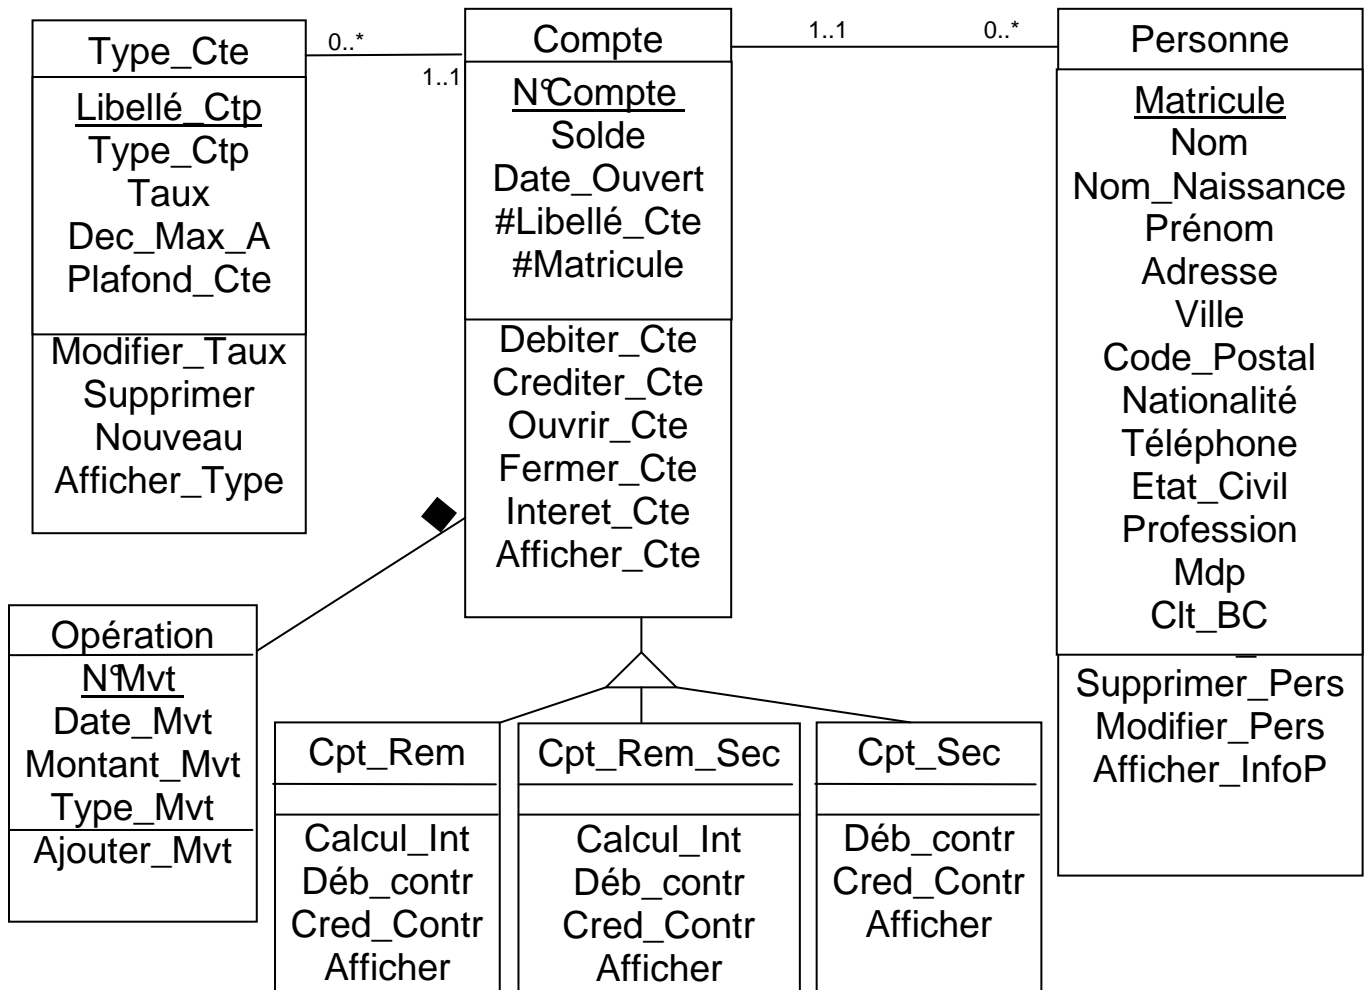 Type_Cte
Libellé_Ctp
Type_Ctp
Taux
Dec_Max_A
Plafond_Cte
Modifier_Taux
Supprimer
Nouveau
Afficher_Type
0..*
1..1
Compte
N°Compte
Solde
Date_Ouvert
#Libellé_Cte
#Matricule
Debiter_Cte
Crediter_Cte
Ouvrir_Cte
Fermer_Cte
Interet_Cte
Afficher_Cte
1..1
0..*
Personne
Matricule
Nom
Nom_Naissance
Prénom
Adresse
Ville
Code_Postal
Nationalité
Téléphone
Etat_Civil
Profession
Mdp
Clt_BC
Supprimer_Pers
Modifier_Pers
Afficher_InfoP
Opération
N°Mvt
Date_Mvt
Montant_Mvt
Type_Mvt
Ajouter_Mvt
Cpt_Rem
Calcul_Int
Déb_contr
Cred_Contr
Afficher
Cpt_Rem_Sec
Calcul_Int
Déb_contr
Cred_Contr
Afficher
Cpt_Sec
Déb_contr
Cred_Contr
Afficher